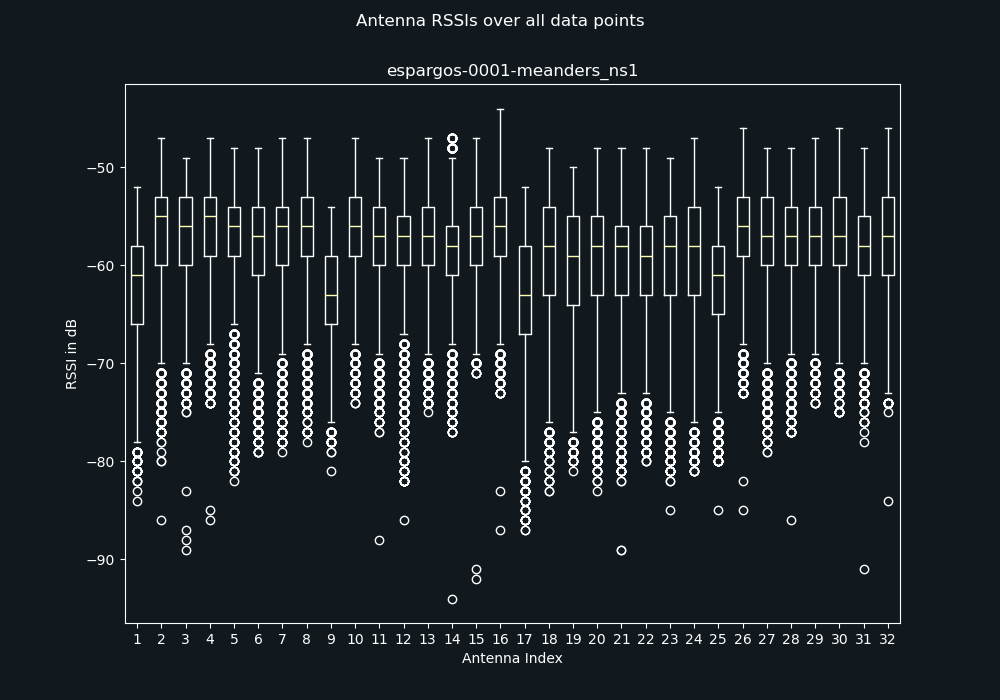 Antenna RSSIs over all data points
espargos-0001-meanders_ns1
−50
−60
−70
−80
−90
RSSI in dB
1 2 3 4 5 6 7 8 9 10 11 12 13 14 15 16 17 18 19 20 21 22 23 24 25 26 27 28 29 30 31 32
Antenna Index